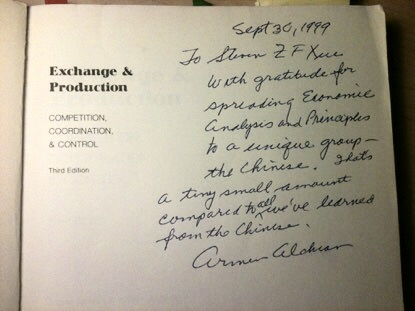 Exchange &
Production
COMPETITION,
COORDINATION,
& CONTROL
Third Edition
Sept 30, 1999
To Steven Z F Xue
With gratitude for
spreading Economic
Analysis and Principles
to a unique group—
the Chinese. That's
a tiny small amount
compared to all we've learned
from the Chinese.
Armen Alchian